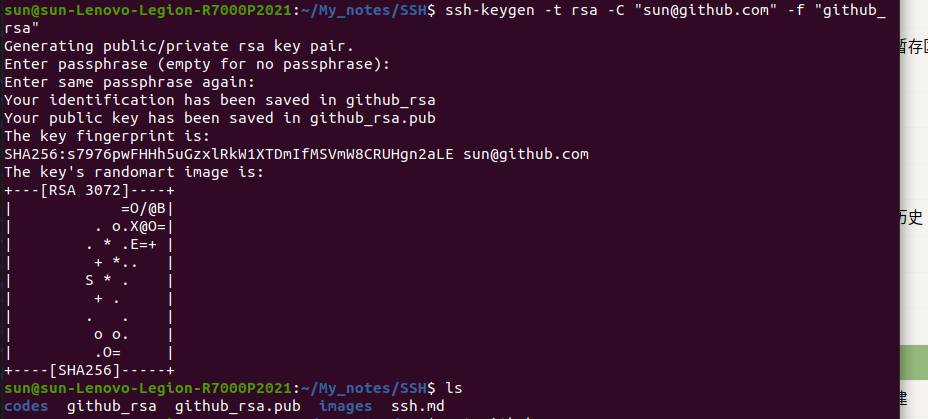 sun@sun-Lenovo-Legion-R7000P2021:~/My_notes/SSH$ ssh-keygen -t rsa -C "sun@github.com" -f "github_
rsa"
Generating public/private rsa key pair.
Enter passphrase (empty for no passphrase):
Enter same passphrase again:
Your identification has been saved in github_rsa
Your public key has been saved in github_rsa.pub
The key fingerprint is:
SHA256:s7976pwFHHh5uGzxlRkW1XTDmIfMSVmW8CRUHgn2aLE sun@github.com
The key's randomart image is:
+---[RSA 3072]----+
|            =O/@B|
|         . o.X@O=|
|        . * .E=+ |
|         + *..   |
|        S * .    |
|         + .     |
|        .   .    |
|         o o.    |
|         .O=     |
+----[SHA256]-----+
sun@sun-Lenovo-Legion-R7000P2021:~/My_notes/SSH$ ls
codes  github_rsa  github_rsa.pub  images  ssh.md
暂存
历史
建